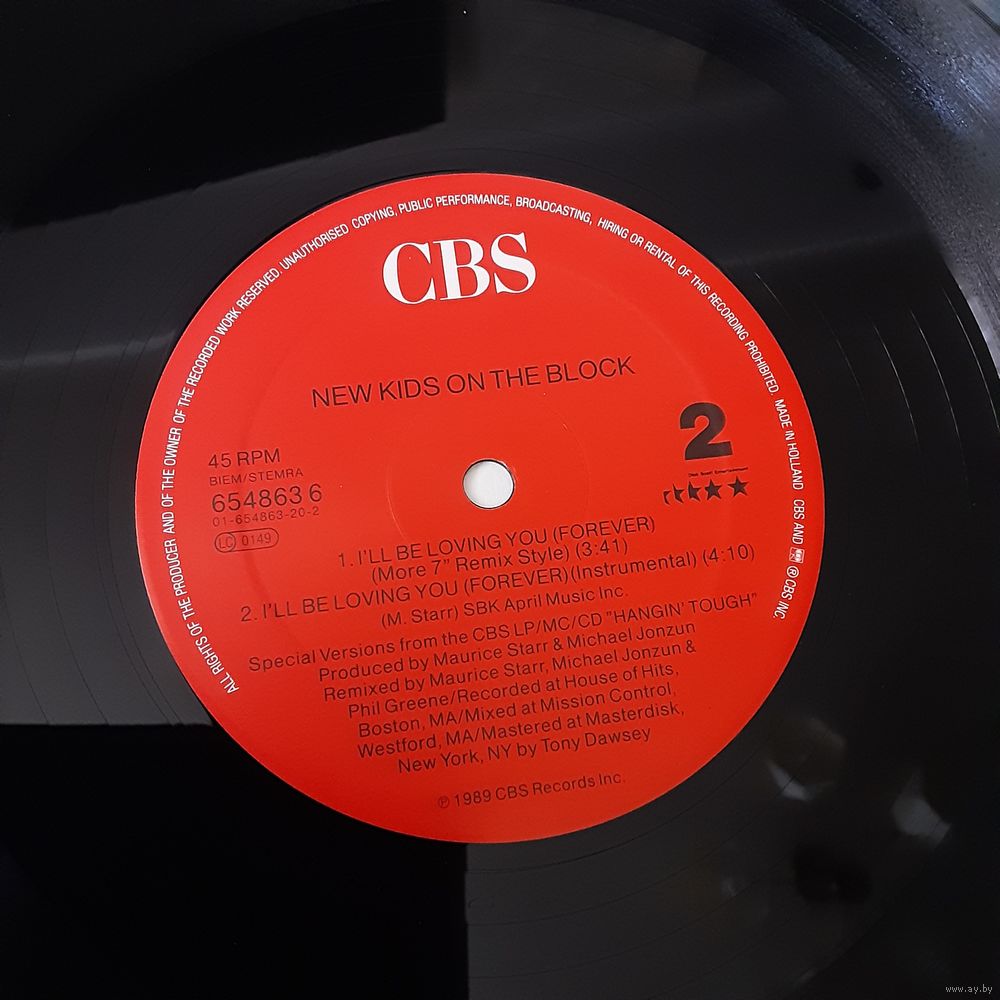 ALL RIGHTS OF THE PRODUCER AND OF THE OWNER OF THE RECORDED WORK RESERVED. UNAUTHORISED COPYING, PUBLIC PERFORMANCE, BROADCASTING, HIRING OR RENTAL OF THIS RECORDING PROHIBITED. MADE IN HOLLAND CBS AND ® CBS INC.
CBS
NEW KIDS ON THE BLOCK
2
45 RPM
BIEM/STEMRA
654863 6
01-654863-20-2
LC 0149
1. I'LL BE LOVING YOU (FOREVER)
(More 7" Remix Style) (3:41)
2. I'LL BE LOVING YOU (FOREVER)(Instrumental) (4:10)
(M. Starr) SBK April Music Inc.
Special Versions from the CBS LP/MC/CD "HANGIN' TOUGH"
Produced by Maurice Starr & Michael Jonzun
Remixed by Maurice Starr, Michael Jonzun &
Phil Greene/Recorded at House of Hits,
Boston, MA/Mixed at Mission Control,
Westford, MA/Mastered at Masterdisk,
New York, NY by Tony Dawsey
℗ 1989 CBS Records Inc.
www.ay.by